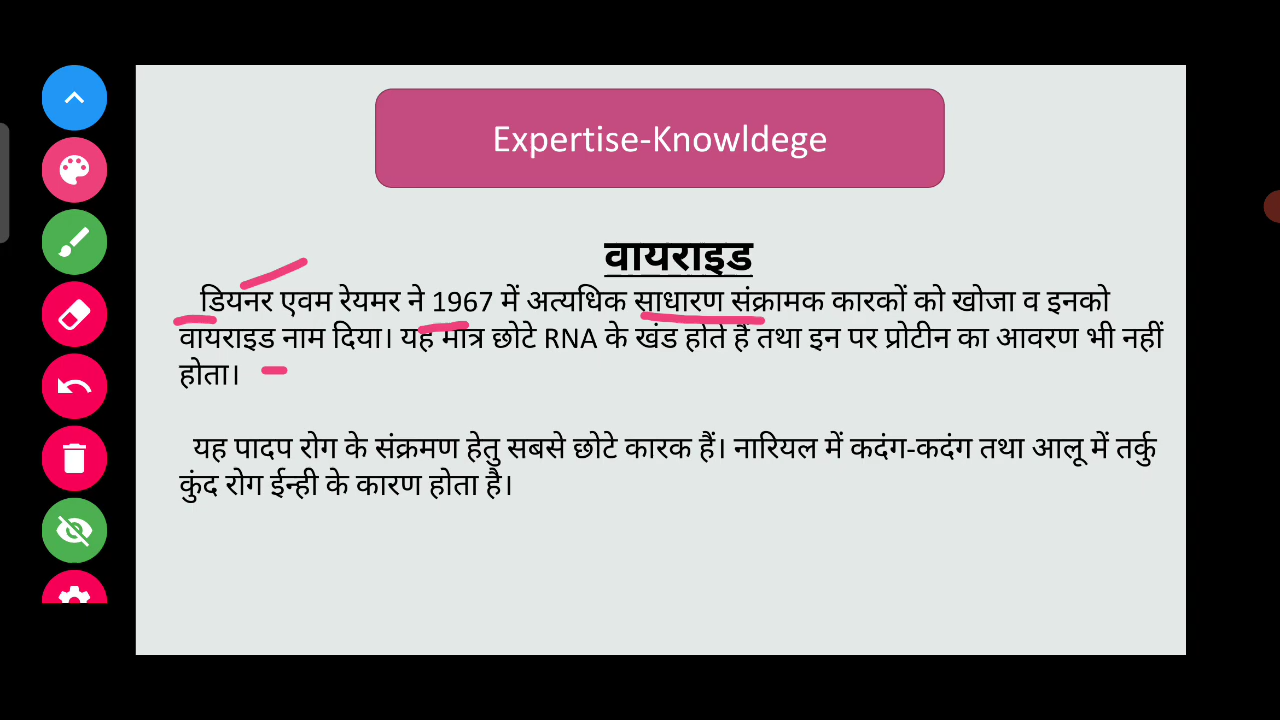 Expertise-Knowldege
वायराइड
डियनर एवम रेयमर ने 1967 में अत्यधिक साधारण संक्रामक कारकों को खोजा व इनको
वायराइड नाम दिया। यह मात्र छोटे RNA के खंड होते हैं तथा इन पर प्रोटीन का आवरण भी नहीं
होता।
यह पादप रोग के संक्रमण हेतु सबसे छोटे कारक हैं। नारियल में कदंग-कदंग तथा आलू में तर्कु
कुंद रोग ईन्ही के कारण होता है।